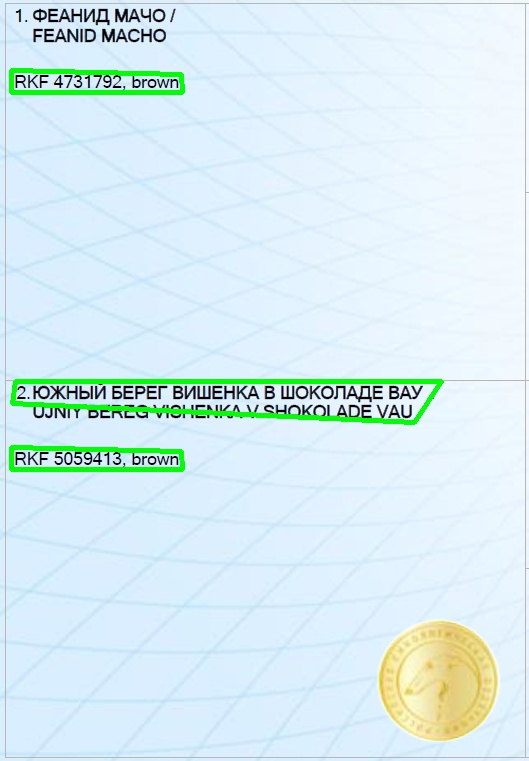 1. ФЕАНИД МАЧО /
FEANID MACHO
RKF 4731792, brown
2. ЮЖНЫЙ БЕРЕГ ВИШЕНКА В ШОКОЛАДЕ ВАУ
UJNIY BEREG VISHENKA V SHOKOLADE VAU
RKF 5059413, brown